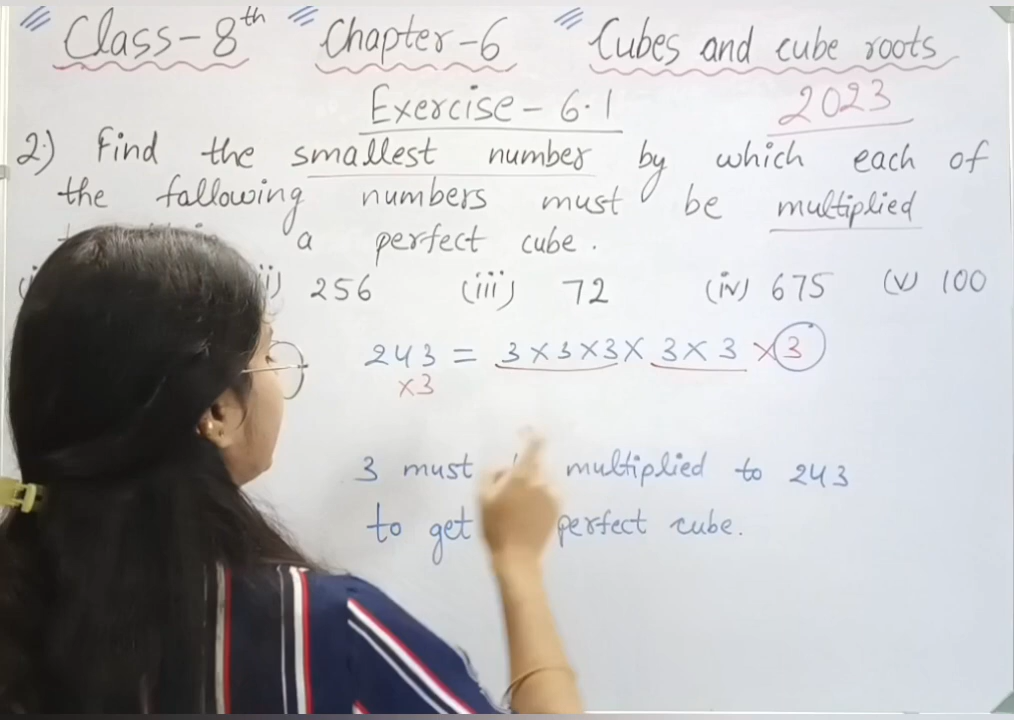 Class-8th Chapter-6 Cubes and cube roots
Exercise-6.1 2023
2.) Find the smallest number by which each of
the following numbers must be multiplied
a perfect cube.
256 (iii) 72 (iv) 675 (v) 100
243 = 3×3×3× 3×3 ×3
×3
3 must multiplied to 243
to get perfect cube.